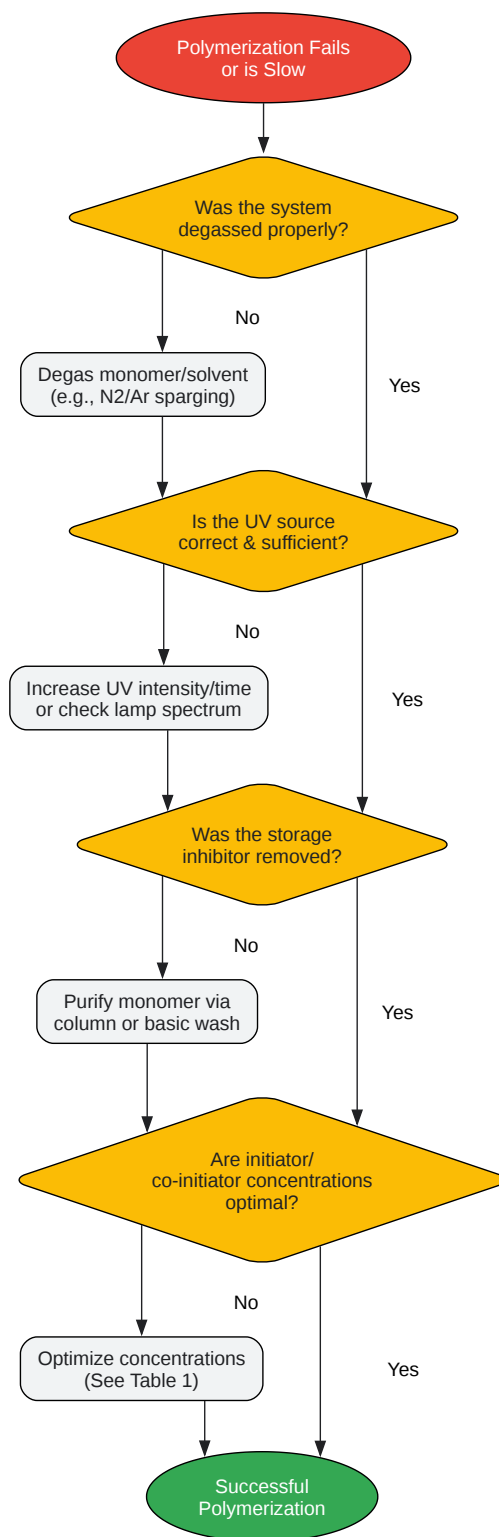 Polymerization Fails
or is Slow
Was the system
degassed properly?
No
Yes
Degas monomer/solvent
(e.g., N2/Ar sparging)
Is the UV source
correct & sufficient?
No
Yes
Increase UV intensity/time
or check lamp spectrum
Was the storage
inhibitor removed?
No
Yes
Purify monomer via
column or basic wash
Are initiator/
co-initiator concentrations
optimal?
No
Yes
Optimize concentrations
(See Table 1)
Successful
Polymerization